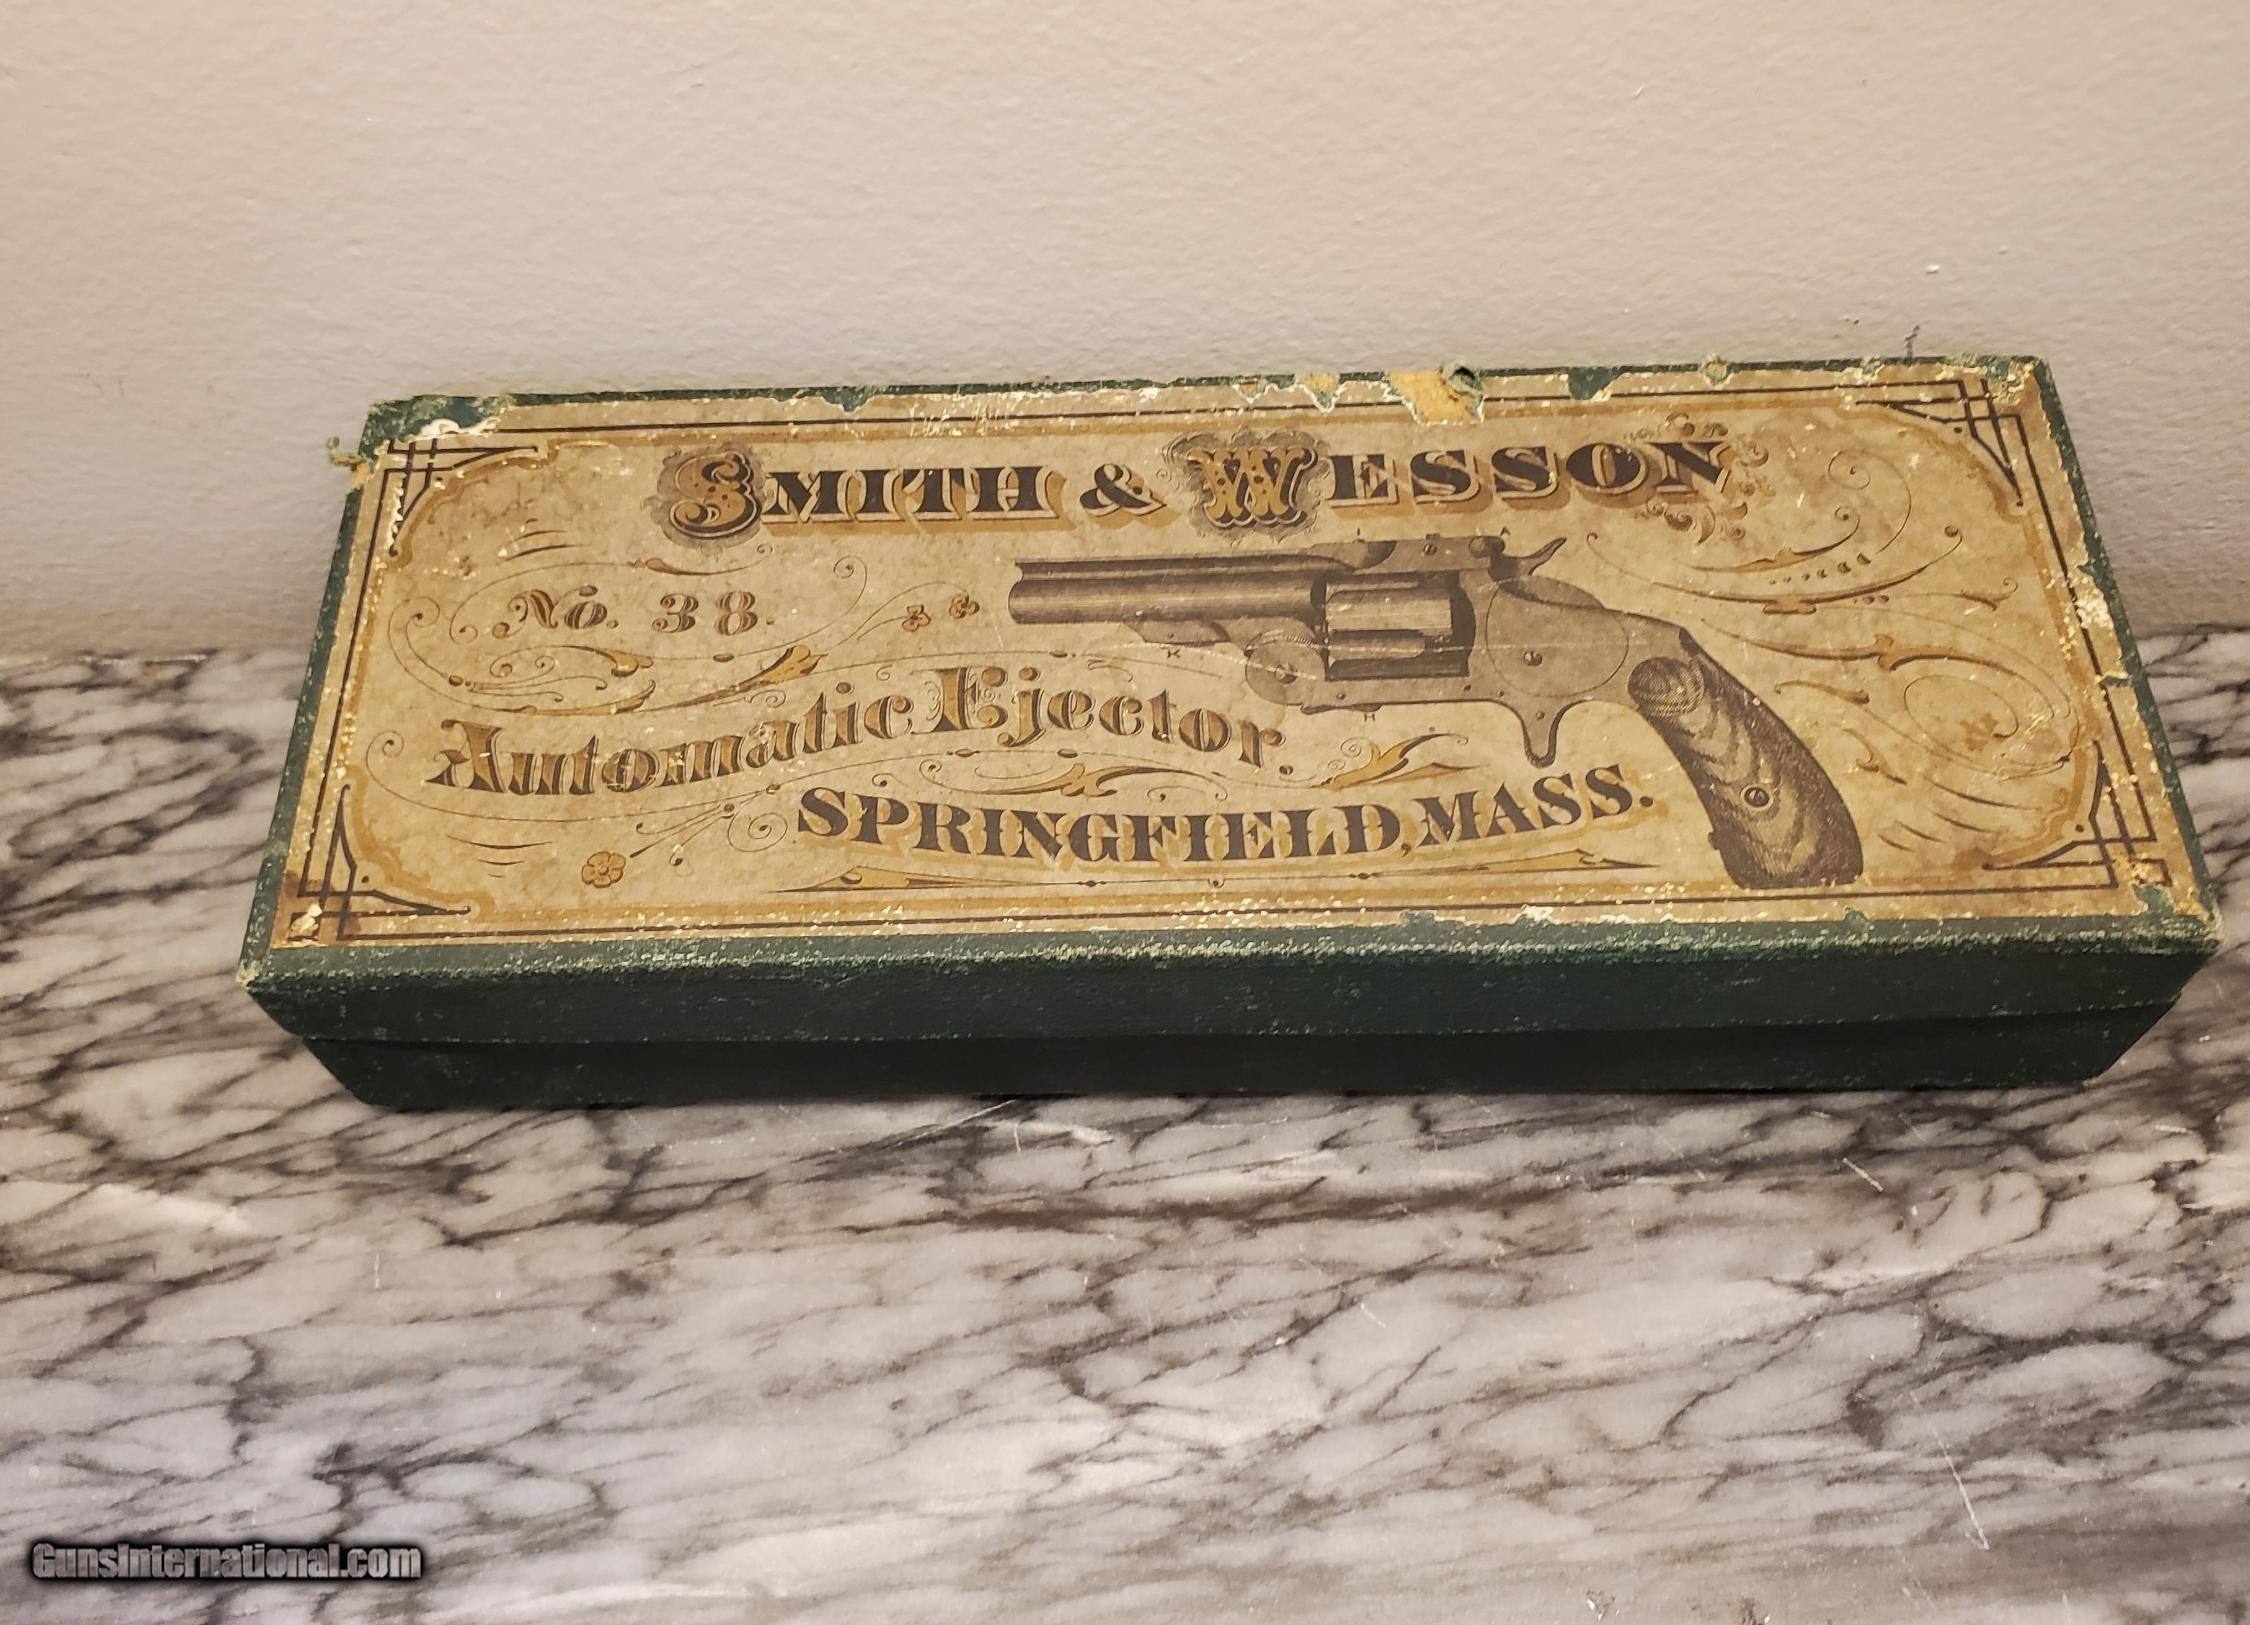 SMITH & WESSON
No. 38.
Automatic Ejector.
SPRINGFIELD, MASS.
GunsInternational.com